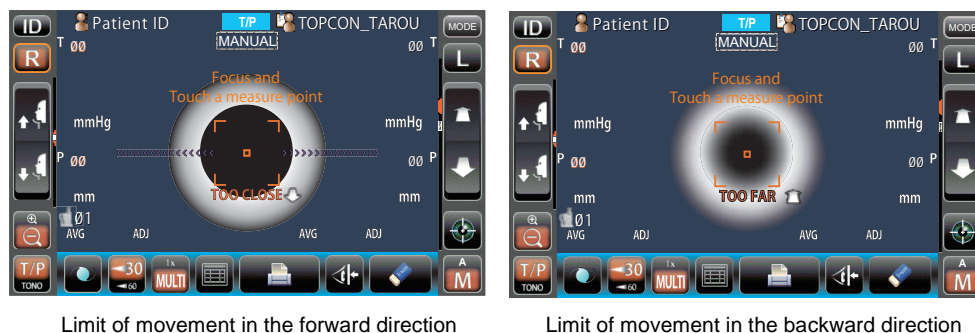 ID Patient ID T/P TOPCON_TAROU MODE
MANUAL
T 00 00 T
R L
Focus and
Touch a measure point
mmHg mmHg
P 00 00 P
TOO CLOSE
mm mm
01
AVG ADJ AVG ADJ
T/P TONO 30 60 1x MULTI A M
Limit of movement in the forward direction
ID Patient ID T/P TOPCON_TAROU MODE
MANUAL
T 00 00 T
R L
Focus and
Touch a measure point
mmHg mmHg
P 00 00 P
TOO FAR
mm mm
01
AVG ADJ AVG ADJ
T/P TONO 30 60 1x MULTI A M
Limit of movement in the backward direction